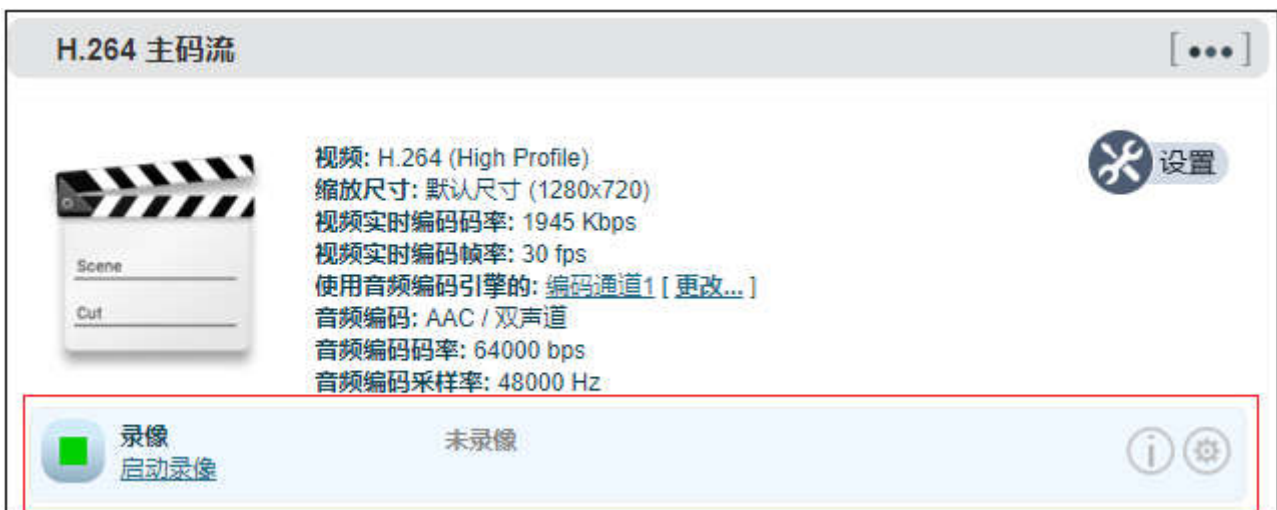 H.264 主码流
[•••]
设置
视频: H.264 (High Profile)
缩放尺寸: 默认尺寸 (1280x720)
视频实时编码码率: 1945 Kbps
视频实时编码帧率: 30 fps
使用音频编码引擎的: 编码通道1 [ 更改... ]
音频编码: AAC / 双声道
音频编码码率: 64000 bps
音频编码采样率: 48000 Hz
Scene
Cut
录像
未录像
启动录像